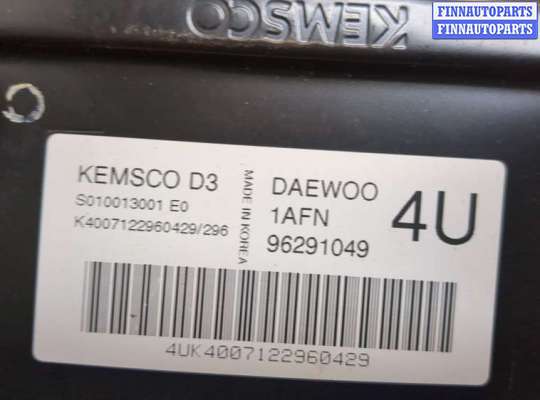 FINNAUTOPARTS
FINNAUTOPARTS
KEMSCO
KEMSCO D3
S010013001 E0
K4007122960429/296
MADE IN KOREA
DAEWOO
1AFN
96291049
4U
4UK4007122960429